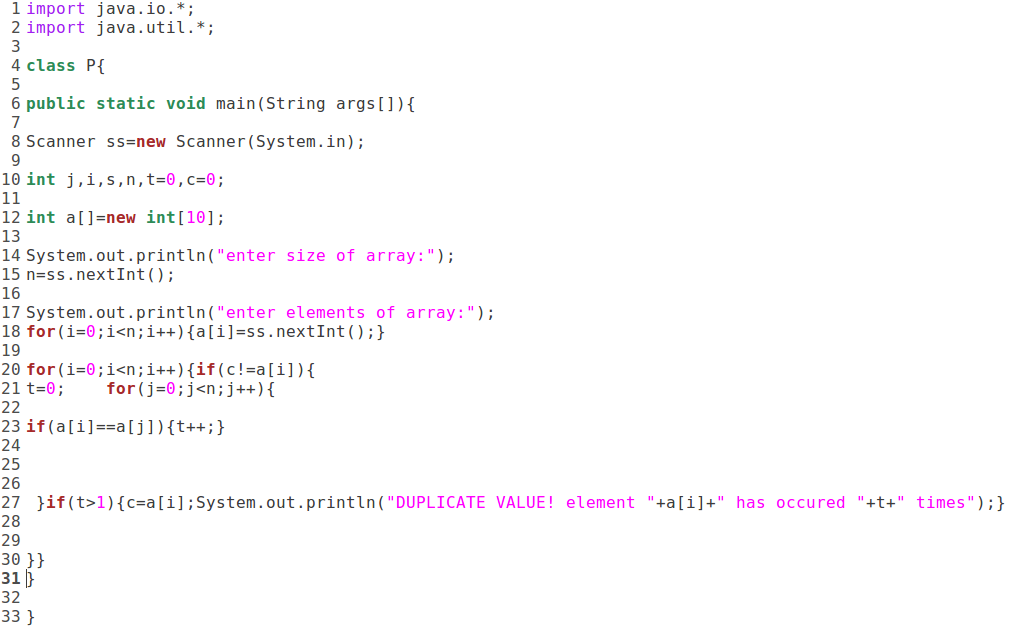 1 import java.io.*;
2 import java.util.*;
3
4 class P{
5
6 public static void main(String args[]){
7
8 Scanner ss=new Scanner(System.in);
9
10 int j,i,s,n,t=0,c=0;
11
12 int a[]=new int[10];
13
14 System.out.println("enter size of array:");
15 n=ss.nextInt();
16
17 System.out.println("enter elements of array:");
18 for(i=0;i<n;i++){a[i]=ss.nextInt();}
19
20 for(i=0;i<n;i++){if(c!=a[i]){
21 t=0;    for(j=0;j<n;j++){
22
23 if(a[i]==a[j]){t++;}
24
25
26
27  }if(t>1){c=a[i];System.out.println("DUPLICATE VALUE! element "+a[i]+" has occured "+t+" times");}
28
29
30 }}
31 }
32
33 }